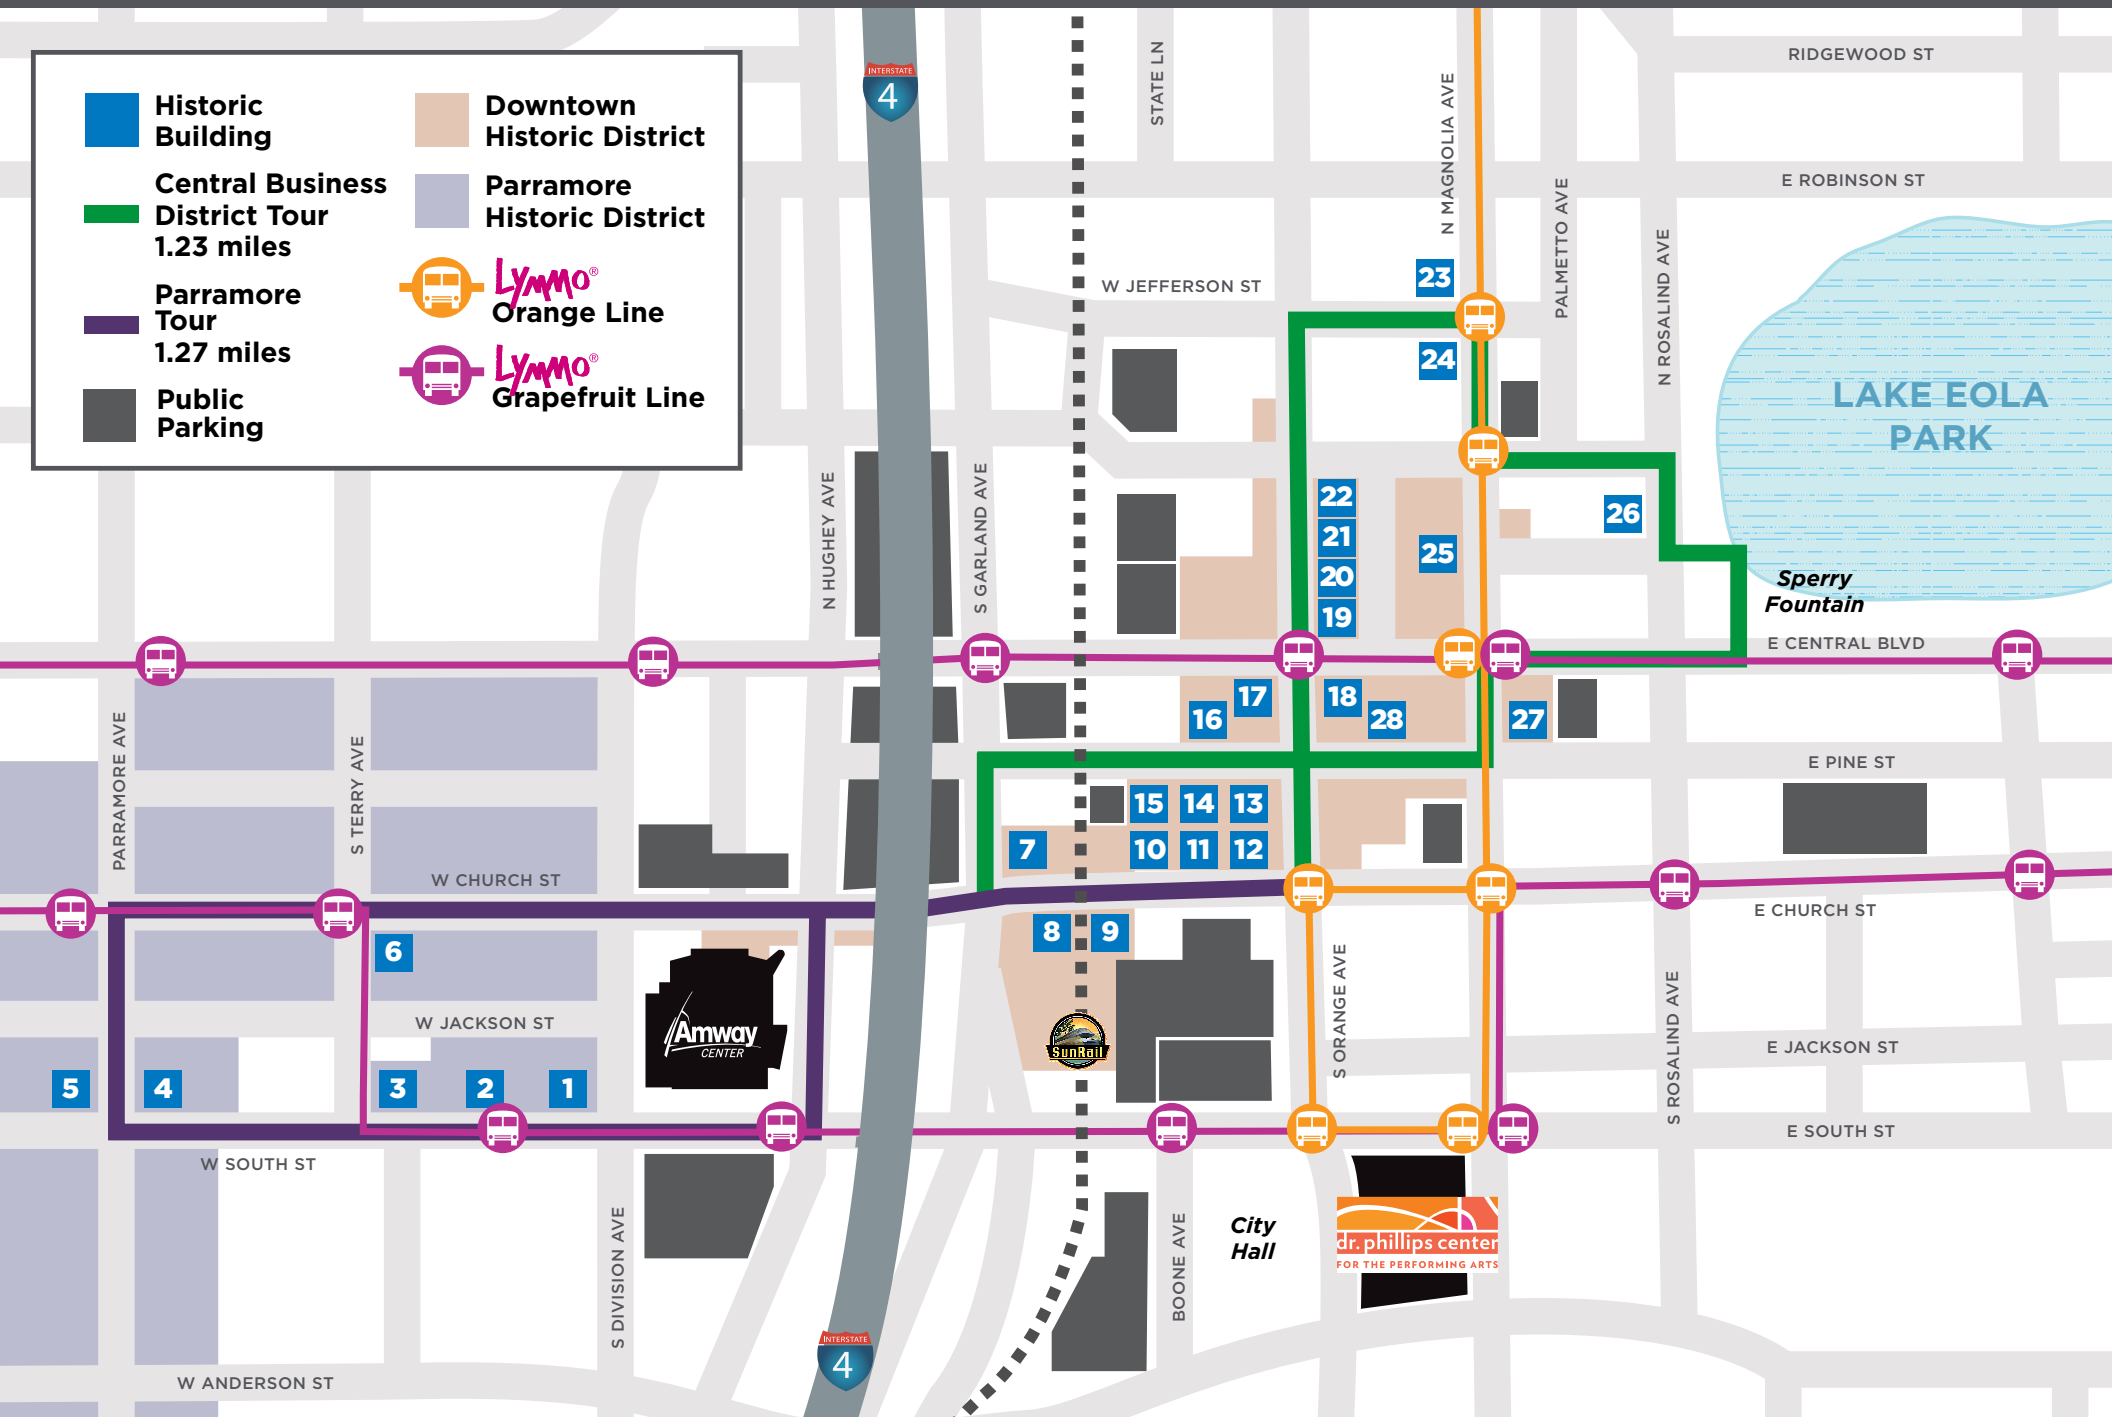 Historic
Building
Central Business
District Tour
1.23 miles
Parramore
Tour
1.27 miles
Public
Parking
Downtown
Historic District
Parramore
Historic District
Lymmo®
Orange Line
Lymmo®
Grapefruit Line
INTERSTATE
4
STATE LN
N MAGNOLIA AVE
PALMETTO AVE
N ROSALIND AVE
RIDGEWOOD ST
E ROBINSON ST
W JEFFERSON ST
23
24
LAKE EOLA
PARK
N HUGHEY AVE
S GARLAND AVE
22
21
20
19
25
26
Sperry
Fountain
E CENTRAL BLVD
PARRAMORE AVE
S TERRY AVE
16
17
18
28
27
E PINE ST
15
14
13
7
10
11
12
W CHURCH ST
E CHURCH ST
6
8
9
W JACKSON ST
Amway
CENTER
SunRail
S ORANGE AVE
S ROSALIND AVE
E JACKSON ST
5
4
3
2
1
E SOUTH ST
W SOUTH ST
S DIVISION AVE
BOONE AVE
City
Hall
dr. phillips center
FOR THE PERFORMING ARTS
INTERSTATE
4
W ANDERSON ST